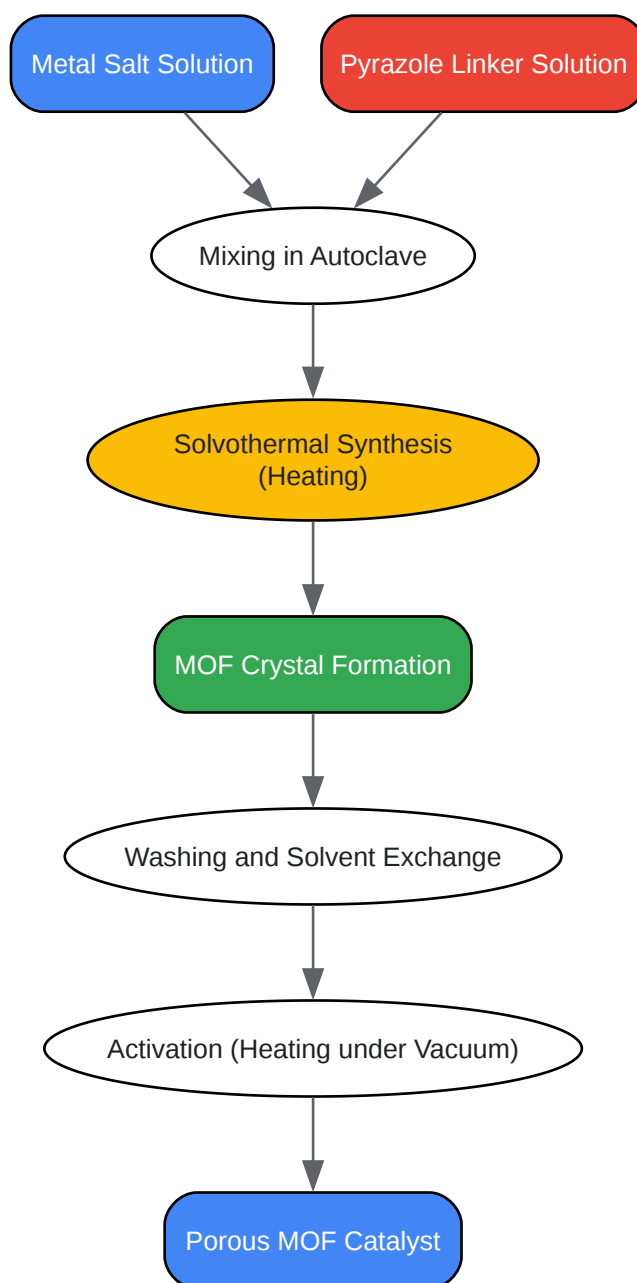 Metal Salt Solution
Pyrazole Linker Solution
Mixing in Autoclave
Solvothermal Synthesis
(Heating)
MOF Crystal Formation
Washing and Solvent Exchange
Activation (Heating under Vacuum)
Porous MOF Catalyst